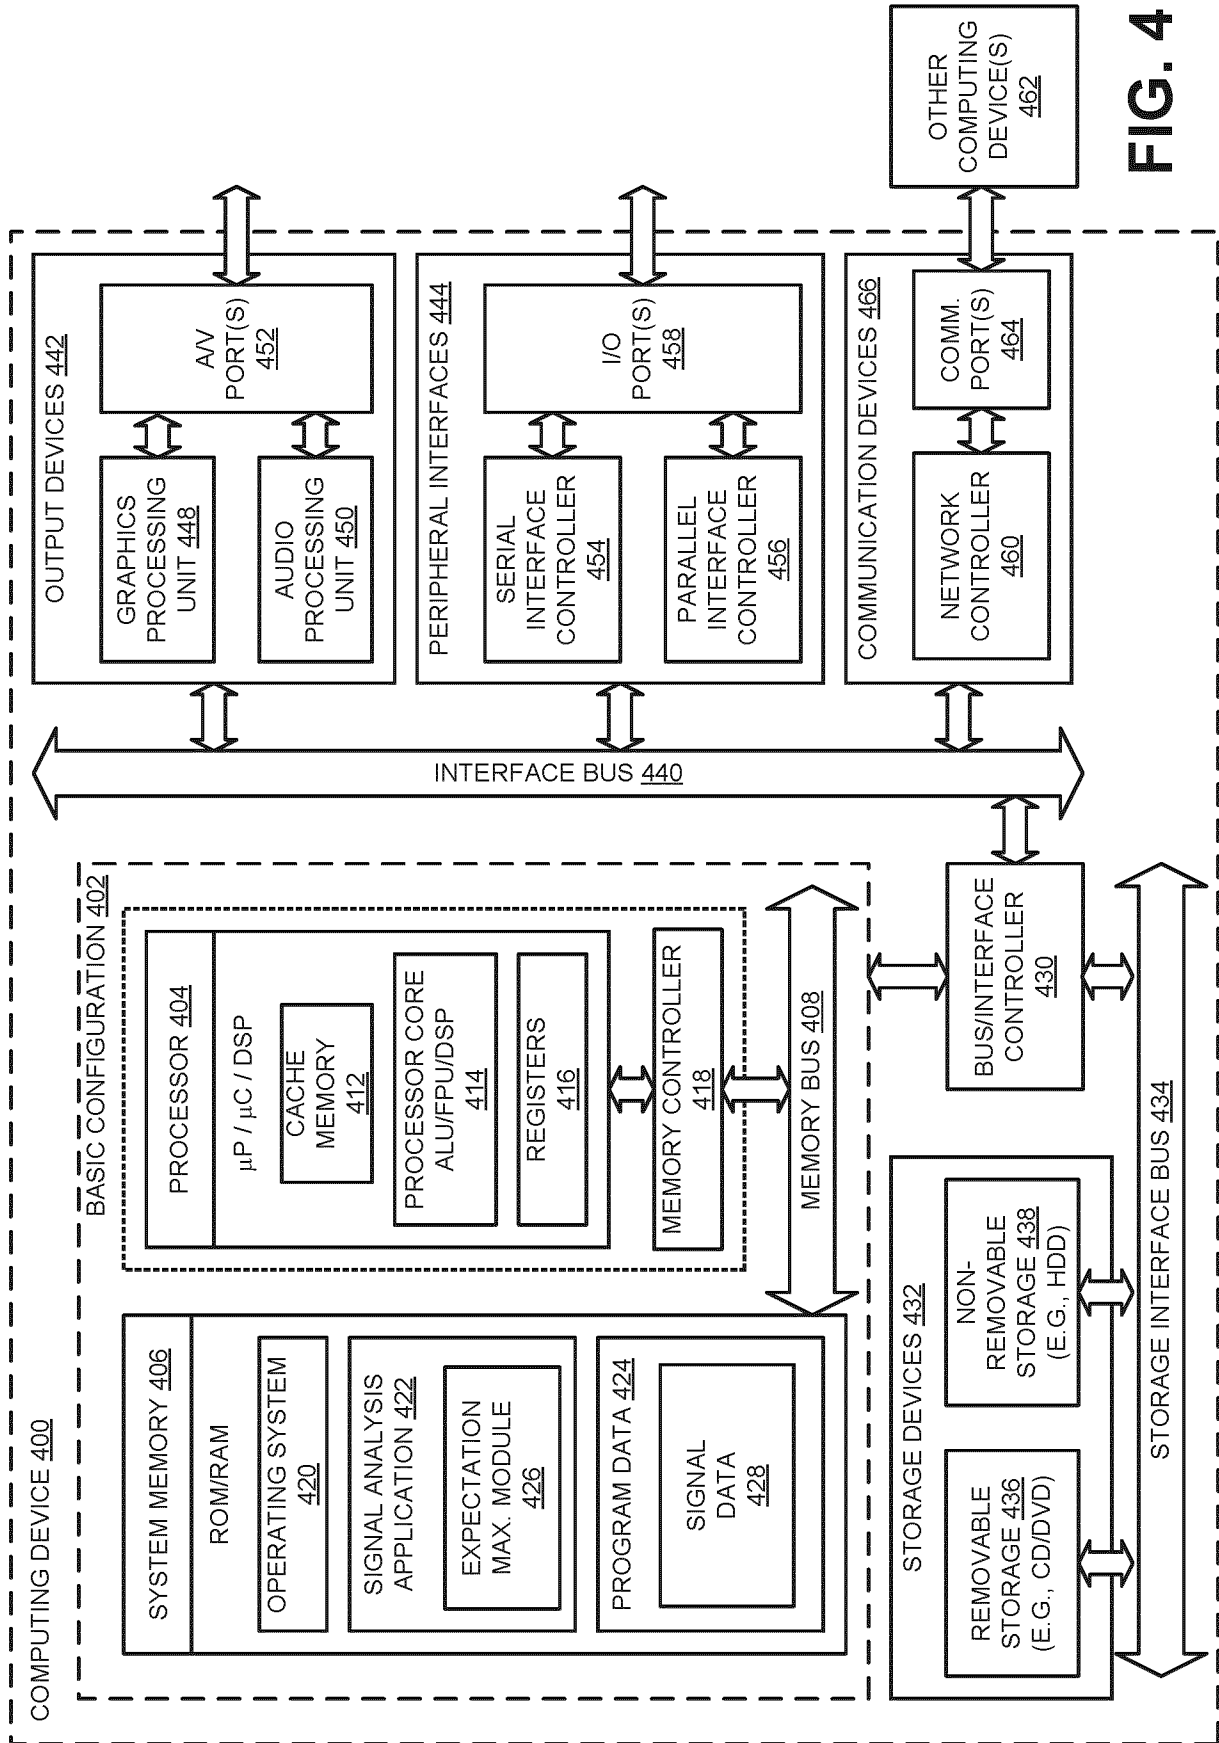 COMPUTING DEVICE 400
BASIC CONFIGURATION 402
SYSTEM MEMORY 406
ROM/RAM
OPERATING SYSTEM
420
SIGNAL ANALYSIS
APPLICATION 422
EXPECTATION
MAX. MODULE
426
PROGRAM DATA 424
SIGNAL
DATA
428
PROCESSOR 404
µP / µC / DSP
CACHE
MEMORY
412
PROCESSOR CORE
ALU/FPU/DSP
414
REGISTERS
416
MEMORY CONTROLLER
418
MEMORY BUS 408
STORAGE DEVICES 432
REMOVABLE
STORAGE 436
(E.G., CD/DVD)
NON-
REMOVABLE
STORAGE 438
(E.G., HDD)
STORAGE INTERFACE BUS 434
BUS/INTERFACE
CONTROLLER
430
INTERFACE BUS 440
OUTPUT DEVICES 442
GRAPHICS
PROCESSING
UNIT 448
AUDIO
PROCESSING
UNIT 450
A/V
PORT(S)
452
PERIPHERAL INTERFACES 444
SERIAL
INTERFACE
CONTROLLER
454
PARALLEL
INTERFACE
CONTROLLER
456
I/O
PORT(S)
458
COMMUNICATION DEVICES 466
NETWORK
CONTROLLER
460
COMM.
PORT(S)
464
OTHER
COMPUTING
DEVICE(S)
462
FIG. 4